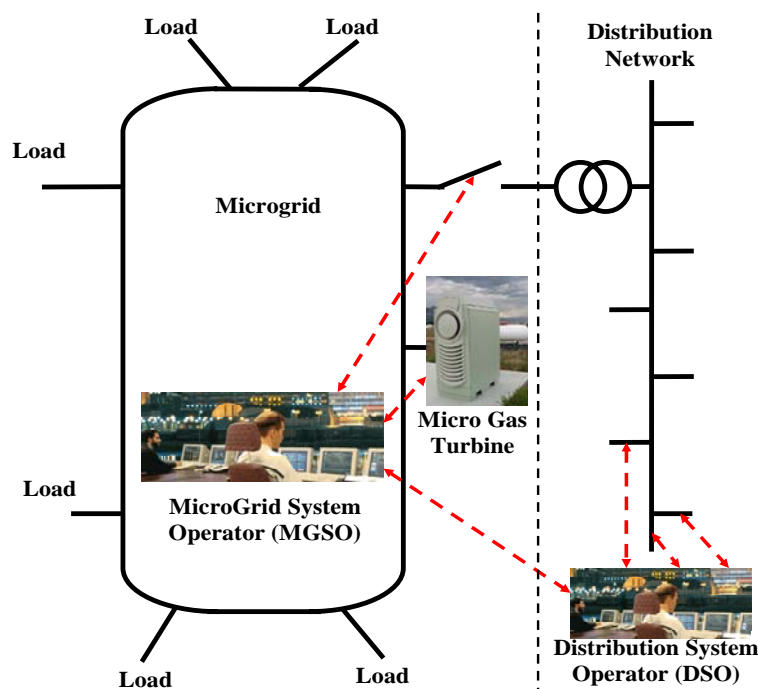 Load
Load
Distribution
Network
Load
Microgrid
Micro Gas
Turbine
Load
MicroGrid System
Operator (MGSO)
Load
Load
Distribution System
Operator (DSO)